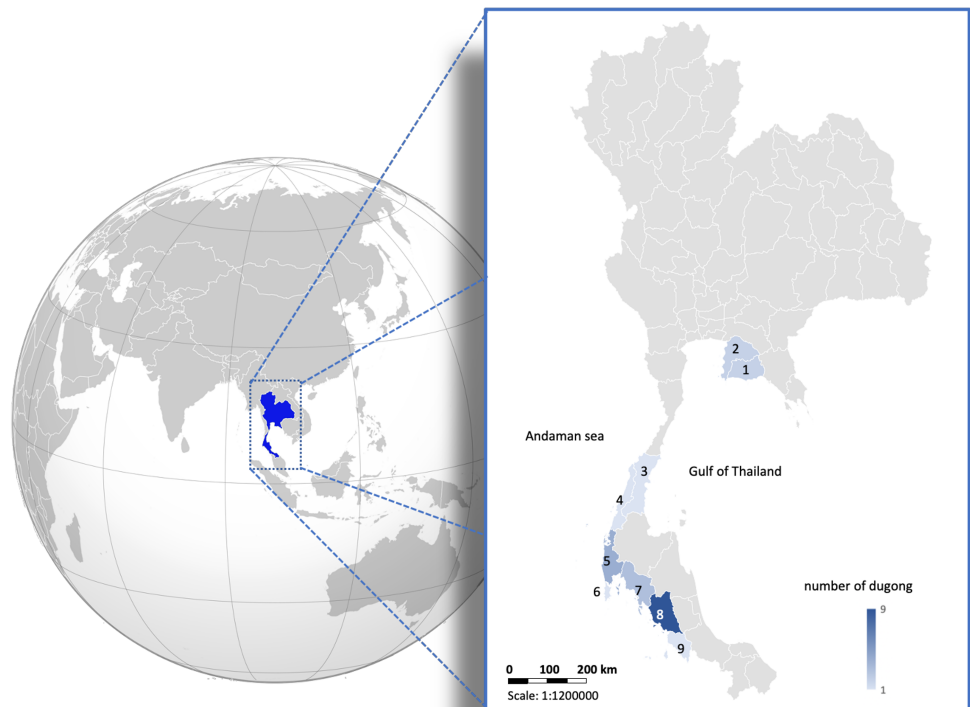 2
1
Andaman sea
3
Gulf of Thailand
4
5
6
7
number of dugong
9
8
9
0 100 200 km
Scale: 1:1200000
1